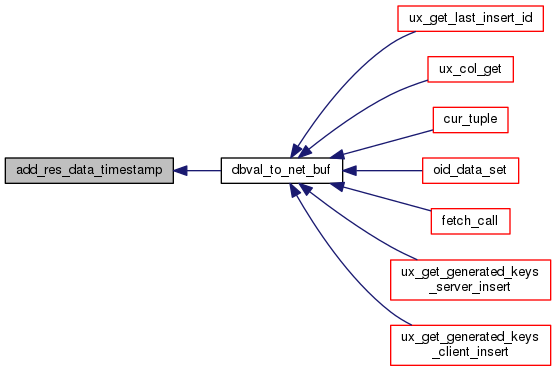 ux_get_last_insert_id
ux_col_get
cur_tuple
add_res_data_timestamp
dbval_to_net_buf
oid_data_set
fetch_call
ux_get_generated_keys
_server_insert
ux_get_generated_keys
_client_insert